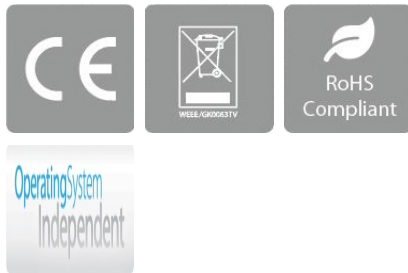 CE
WEEE/GK0063TV
RoHS
Compliant
OperatingSystem
Independent